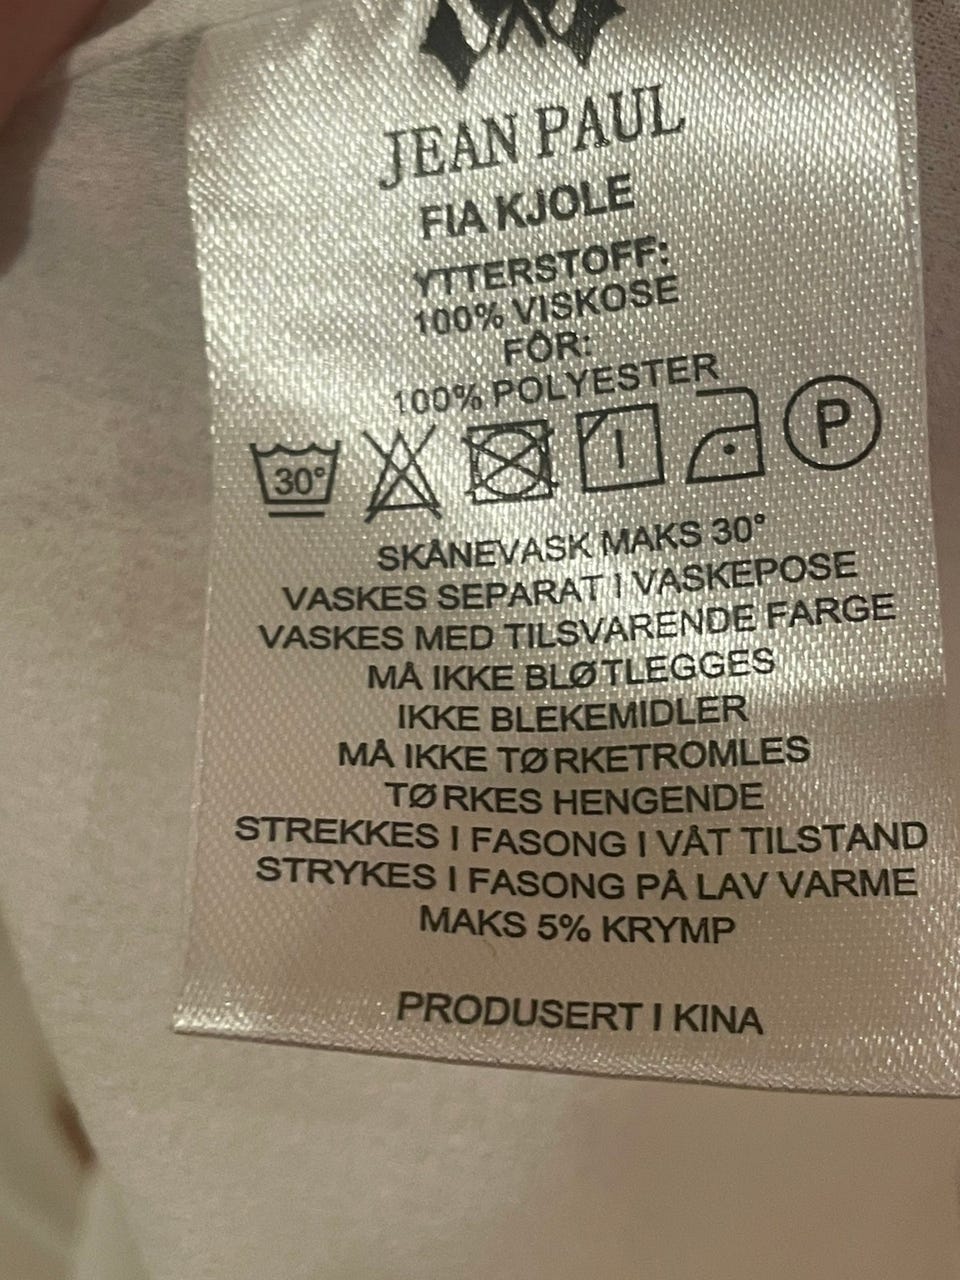 JEAN PAUL
FIA KJOLE
YTTERSTOFF:
100% VISKOSE
FÔR:
100% POLYESTER
30° P
SKÅNEVASK MAKS 30°
VASKES SEPARAT I VASKEPOSE
VASKES MED TILSVARENDE FARGE
MÅ IKKE BLØTLEGGES
IKKE BLEKEMIDLER
MÅ IKKE TØRKETROMLES
TØRKES HENGENDE
STREKKES I FASONG I VÅT TILSTAND
STRYKES I FASONG PÅ LAV VARME
MAKS 5% KRYMP
PRODUSERT I KINA